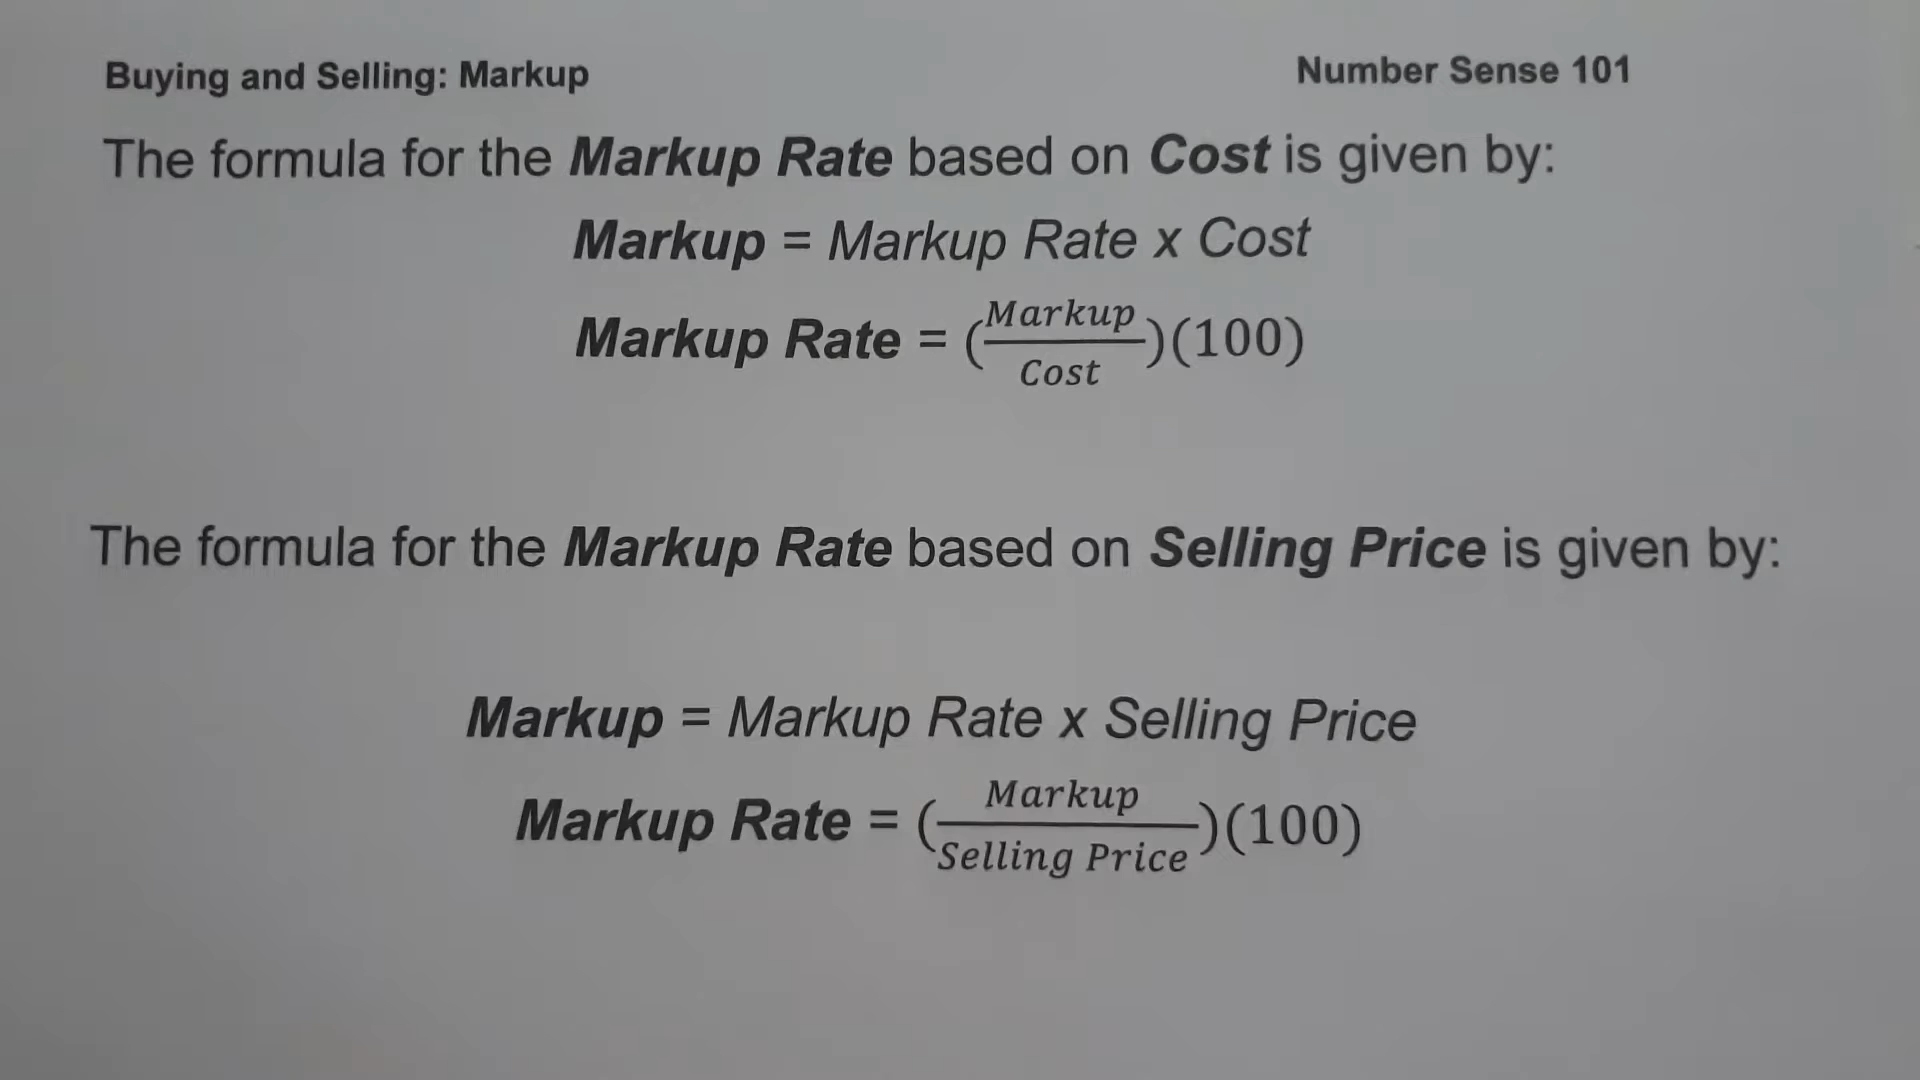 Buying and Selling: Markup
Number Sense 101
The formula for the Markup Rate based on Cost is given by:
Markup = Markup Rate x Cost
Markup Rate = (Markup/Cost)(100)
The formula for the Markup Rate based on Selling Price is given by:
Markup = Markup Rate x Selling Price
Markup Rate = (Markup/Selling Price)(100)